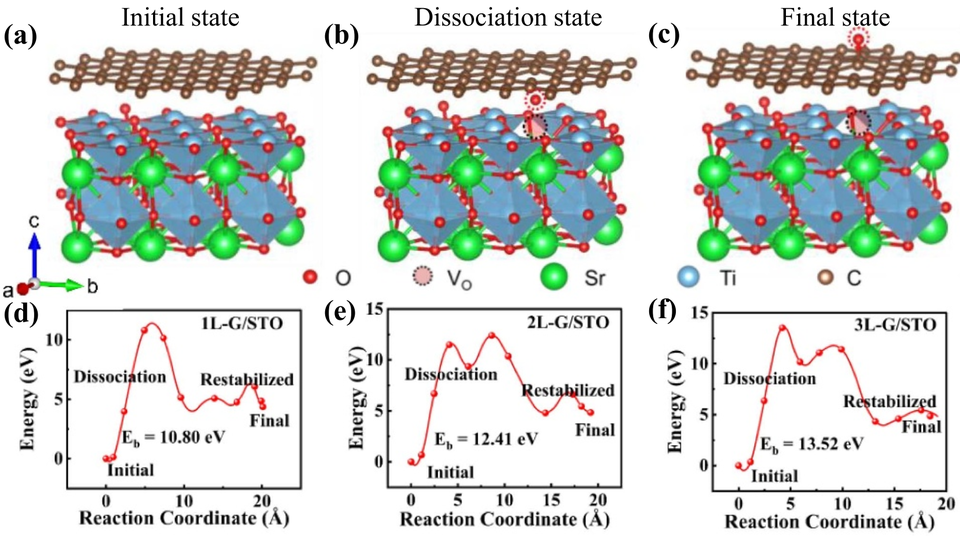 Initial state
Dissociation state
Final state
(a)
(b)
(c)
c
a
b
O
V_O
Sr
Ti
C
(d)
1L-G/STO
Energy (eV)
10
5
0
Dissociation
Restabilized
E_b = 10.80 eV
Final
Initial
0 5 10 15 20
Reaction Coordinate (Å)
(e)
2L-G/STO
Energy (eV)
15
10
5
0
Dissociation
Restabilized
E_b = 12.41 eV
Final
Initial
0 5 10 15 20
Reaction Coordinate (Å)
(f)
3L-G/STO
Energy (eV)
15
10
5
0
Dissociation
Restabilized
E_b = 13.52 eV
Final
Initial
0 5 10 15 20
Reaction Coordinate (Å)